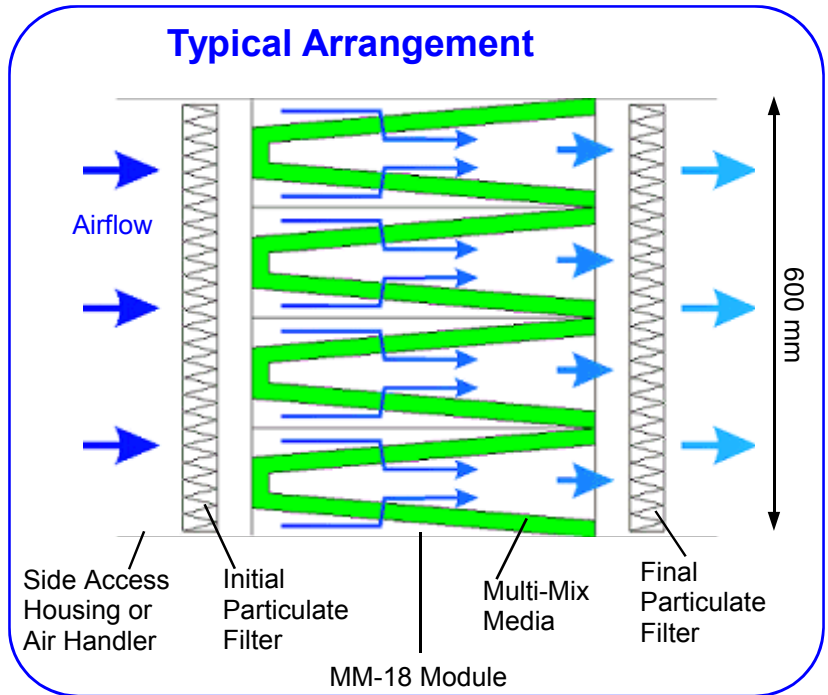 Typical Arrangement
Airflow
600 mm
Side Access
Housing or
Air Handler
Initial
Particulate
Filter
MM-18 Module
Multi-Mix
Media
Final
Particulate
Filter